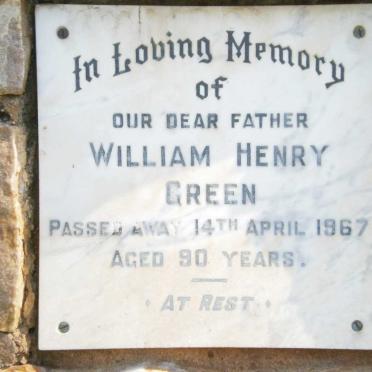 In Loving Memory
of
OUR DEAR FATHER
WILLIAM HENRY
GREEN
PASSED AWAY 14TH APRIL 1967
AGED 90 YEARS.
AT REST